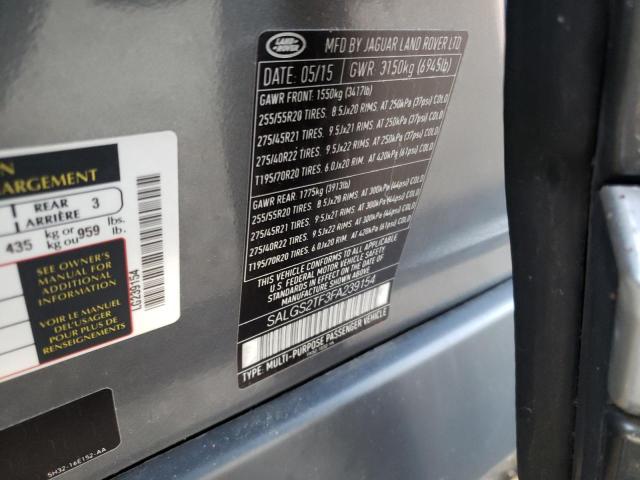 LAND ROVER
MFD BY JAGUAR LAND ROVER LTD
DATE: 05/15 GWR 3150kg (6945lb)
GAWR FRONT: 1550kg (3417lb)
255/55R20 TIRES. 8.5Jx20 RIMS. AT 250kPa (37psi) COLD
275/45R21 TIRES. 9.5Jx21 RIMS. AT 250kPa (37psi) COLD
275/40R22 TIRES. 9.5Jx22 RIMS. AT 250kPa (37psi) COLD
T195/70R20 TIRES. 6.0Jx20 RIM. AT 420kPa (61psi) COLD
GAWR REAR: 1775kg (3913lb)
255/55R20 TIRES. 8.5Jx20 RIMS. AT 300kPa (44psi) COLD
275/45R21 TIRES. 9.5Jx21 RIMS. AT 300kPa (44psi) COLD
275/40R22 TIRES. 9.5Jx22 RIMS. AT 300kPa (44psi) COLD
T195/70R20 TIRES. 6.0Jx20 RIM. AT 420kPa (61psi) COLD
THIS VEHICLE CONFORMS TO ALL APPLICABLE
U.S FEDERAL MOTOR VEHICLE SAFETY
STANDARDS IN EFFECT ON THE DATE OF
MANUFACTURE SHOWN ABOVE
SALGS2TF3FA239154
TYPE: MULTI-PURPOSE PASSENGER VEHICLE
ON
LARGEMENT
REAR
ARRIÈRE 3
435 kg or 959 lbs.
kg ou lb.
SEE OWNER'S
MANUAL FOR
ADDITIONAL
INFORMATION
VOIR LE MANUEL
DE L'USAGER
POUR PLUS DE
RENSEIGNEMENTS
0239154
5H32-16E152-AA